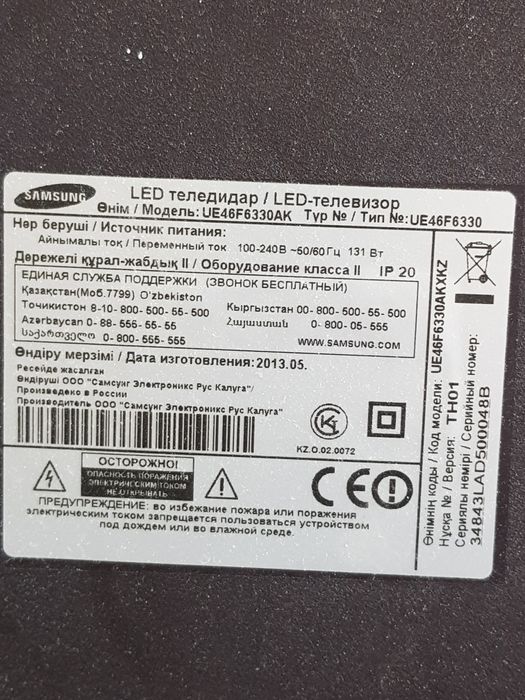 SAMSUNG
LED теледидар / LED-телевизор
Өнім / Модель: UE46F6330AK Түр № / Тип №:UE46F6330
Нәр беруші / Источник питания:
Айнымалы ток / Переменный ток 100-240В ~50/60Гц 131 Вт
Дәрежелі құрал-жабдық II / Оборудование класса II IP 20
ЕДИНАЯ СЛУЖБА ПОДДЕРЖКИ (ЗВОНОК БЕСПЛАТНЫЙ)
Қазақстан(Моб.7799) O'zbekiston
Точикистон 8-10-800-500-55-500
Кыргызстан 00-800-500-55-500
Azərbaycan 0-88-556-55-55
Հայաստան 0-800-05-555
საქართველო 0-800-555-555
WWW.SAMSUNG.COM
Өндіру мерзімі / Дата изготовления:2013.05.
Ресейде жасалган
Өндіруші ООО "Самсунг Электроникс Рус Калуга"/
Произведено в России
Производитель ООО "Самсунг Электроникс Рус Калуга"
KZ.O.02.0072
ОСТОРОЖНО!
ОПАСНОСТЬ ПОРАЖЕНИЯ
ЭЛЕКТРИЧЕСКИМ ТОКОМ
НЕ ОТКРЫВАТЬ
CE
ПРЕДУПРЕЖДЕНИЕ: во избежание пожара или поражения
электрическим током запрещается пользоваться устройством
под дождем или во влажной среде.
Өнімнін коды / Код модели: UE46F6330AKXKZ
Нұсқа № / Версия: TH01
Сериялы нөмірі / Серийный номер:
34843LAD500048B